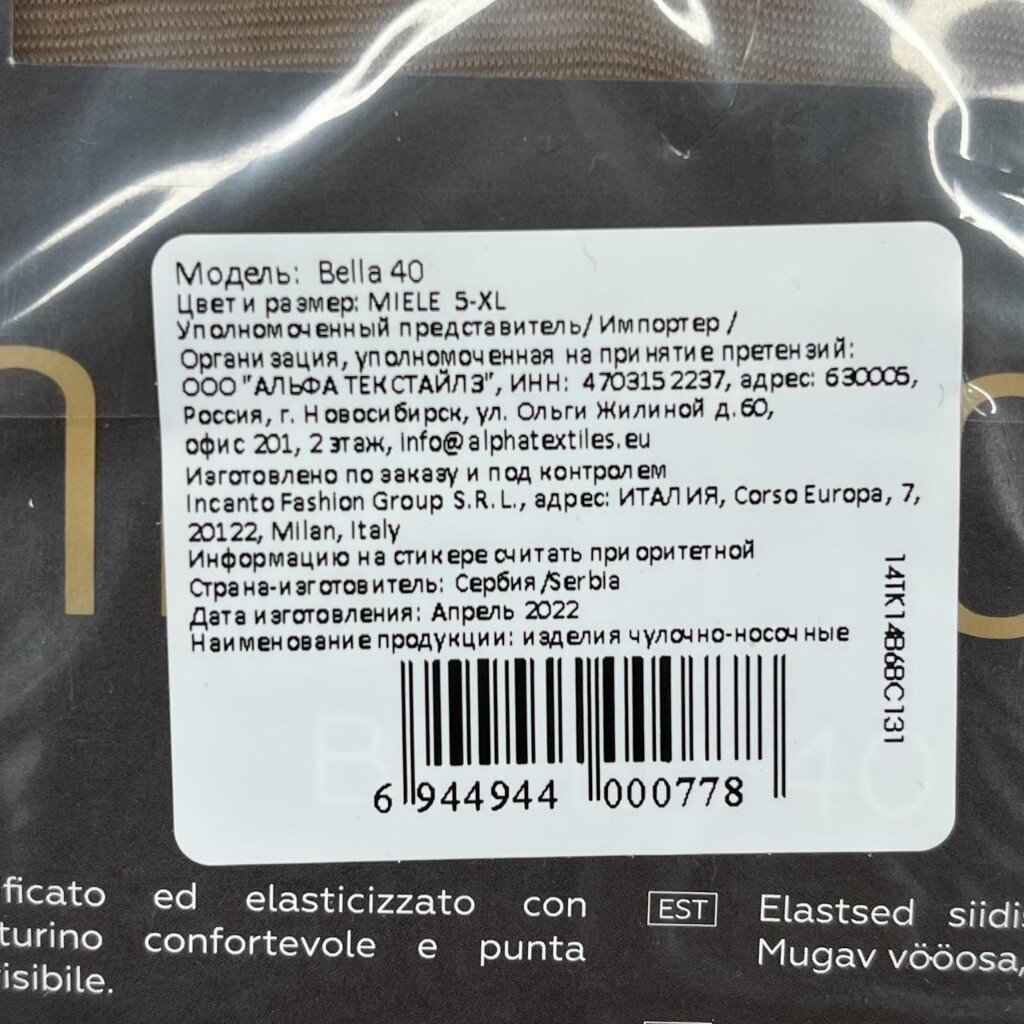 Модель: Bella 40
Цвет и размер: MIELE 5-XL
Уполномоченный представитель/ Импортер /
Организация, уполномоченная на принятие претензий:
ООО "АЛЬФА ТЕКСТАЙЛЗ", ИНН: 4703152237, адрес: 630005,
Россия, г. Новосибирск, ул. Ольги Жилиной д.60,
офис 201, 2 этаж, info@alphatextiles.eu
Изготовлено по заказу и под контролем
Incanto Fashion Group S.R.L., адрес: ИТАЛИЯ, Corso Europa, 7,
20122, Milan, Italy
Информацию на стикере считать приоритетной
Страна-изготовитель: Сербия/Serbia
Дата изготовления: Апрель 2022
Наименование продукции: изделия чулочно-носочные
14TK14B68C131
6 944944 000778
ficato ed elasticizzato con
turino confortevole e punta
isibile.
EST Elastsed siidis
Mugav vööosa,